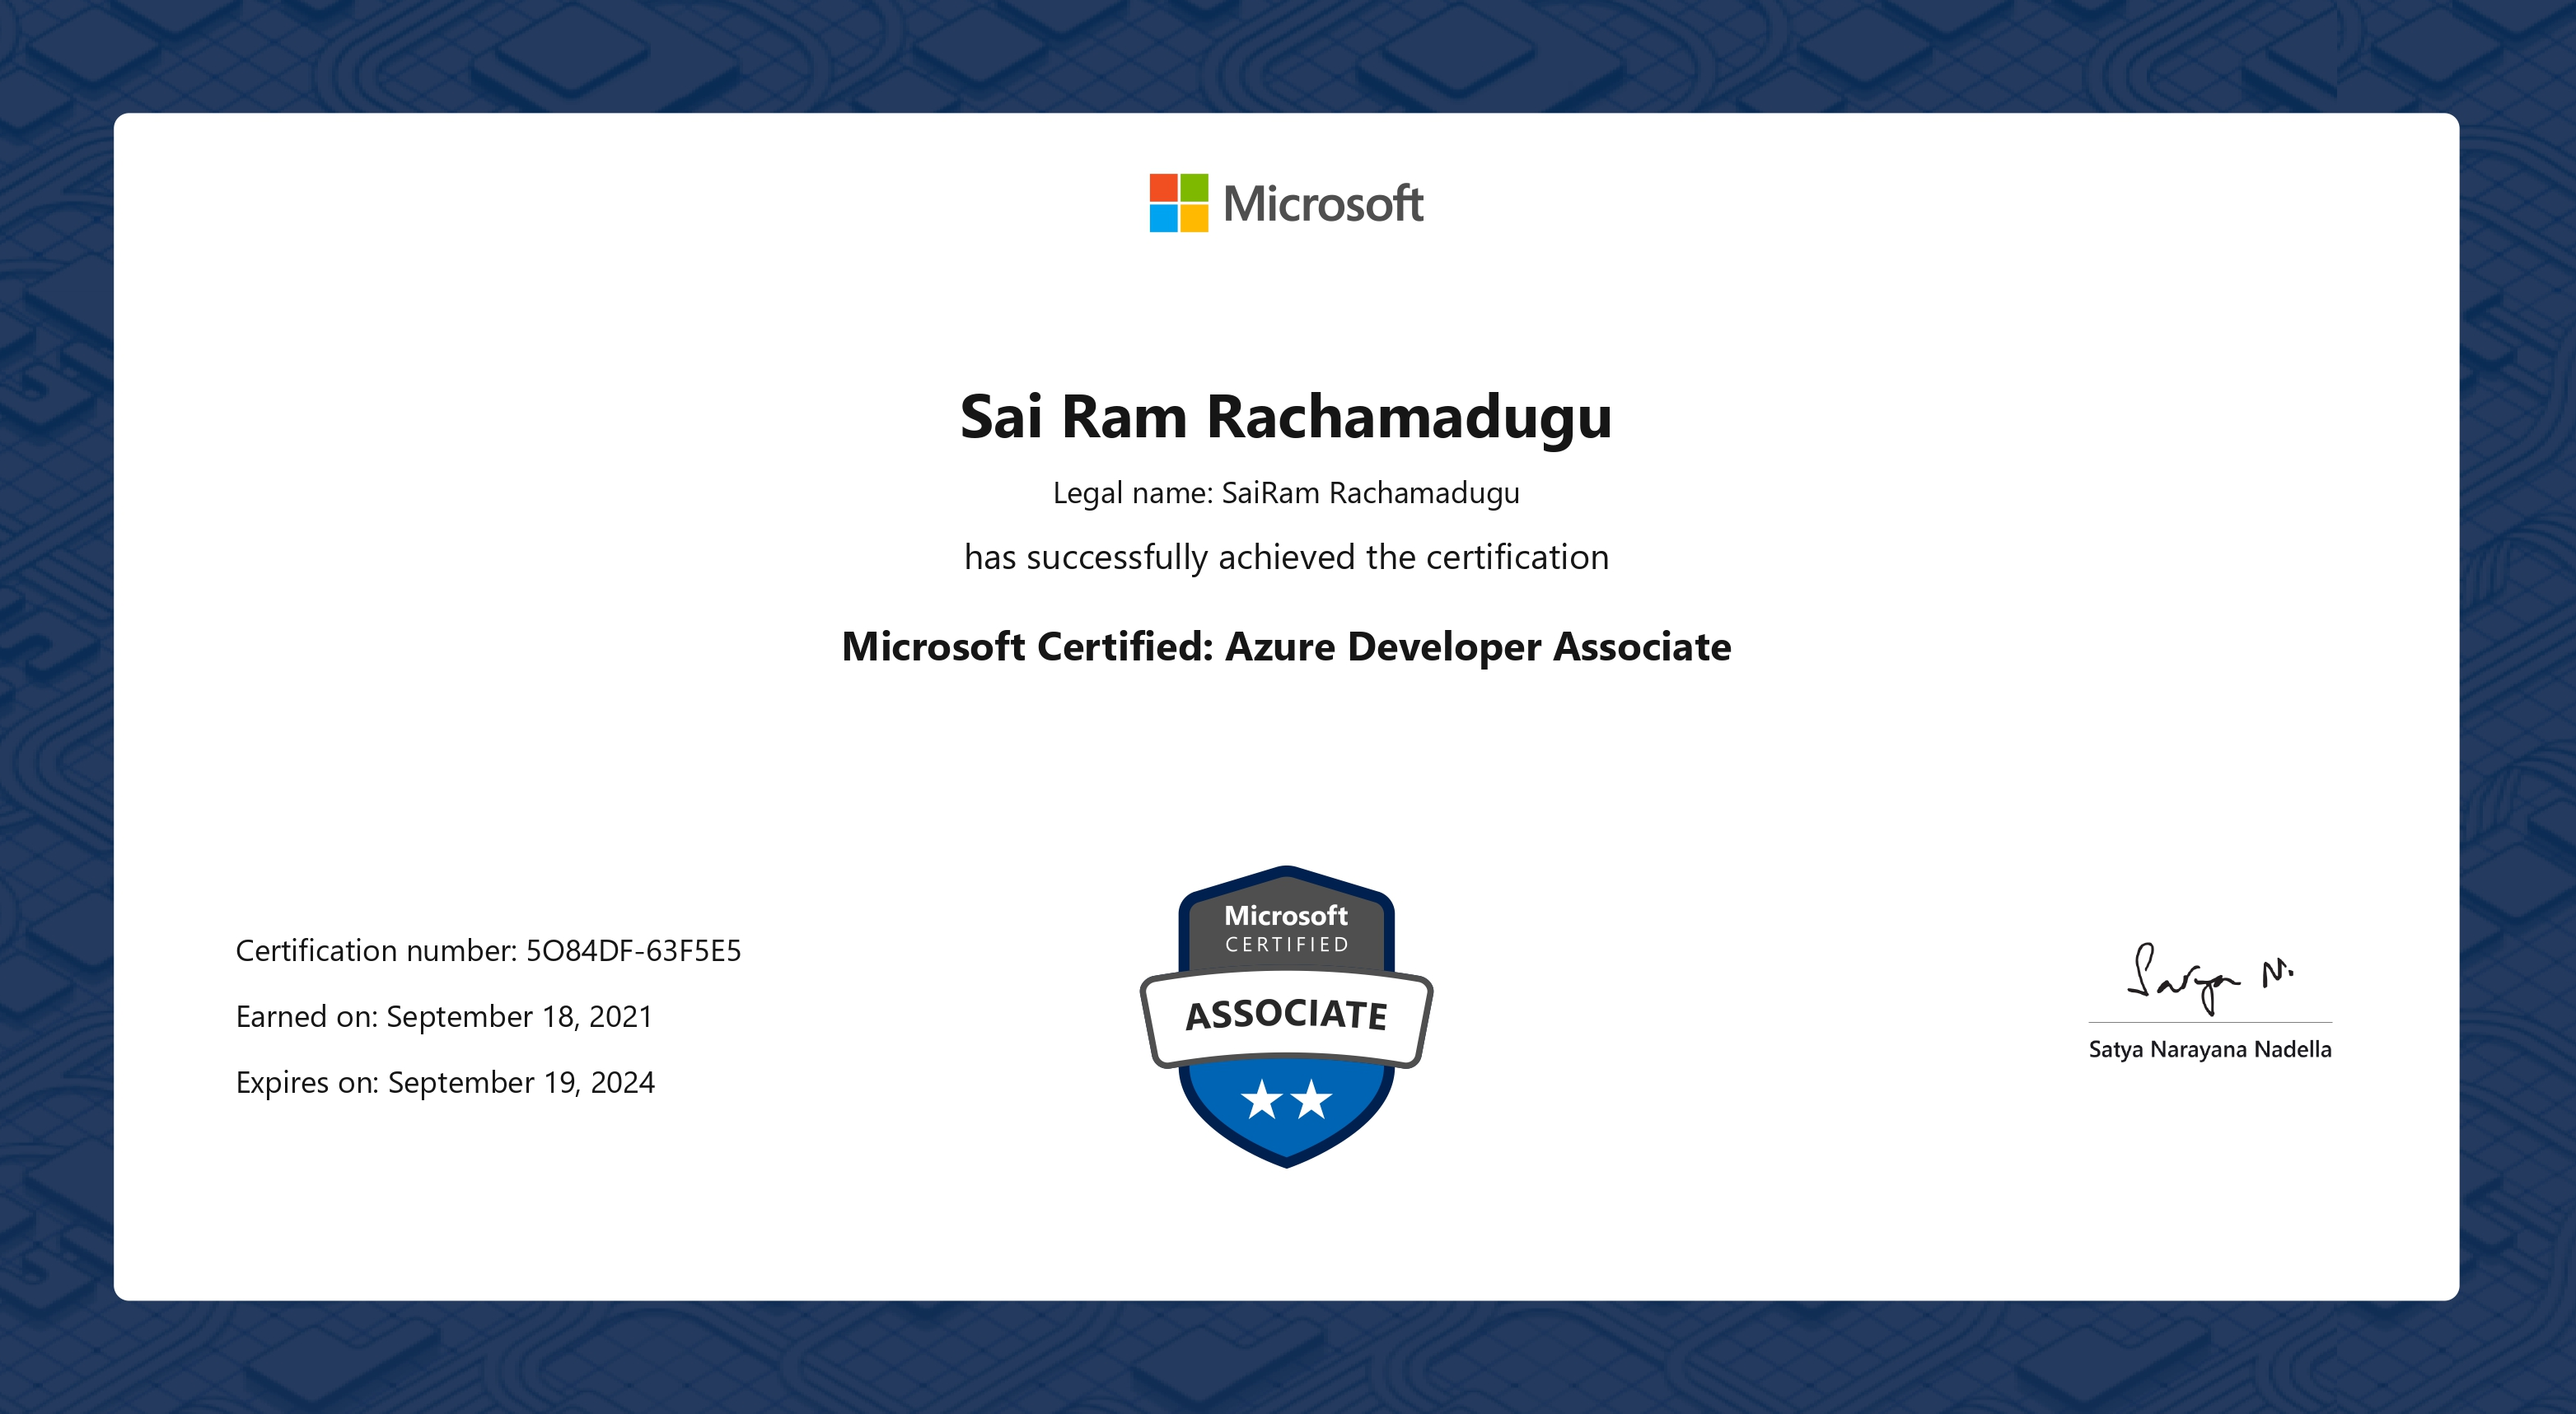 Microsoft
Sai Ram Rachamadugu
Legal name: SaiRam Rachamadugu
has successfully achieved the certification
Microsoft Certified: Azure Developer Associate
Certification number: 5O84DF-63F5E5
Earned on: September 18, 2021
Expires on: September 19, 2024
Microsoft
CERTIFIED
ASSOCIATE
Satya N.
Satya Narayana Nadella